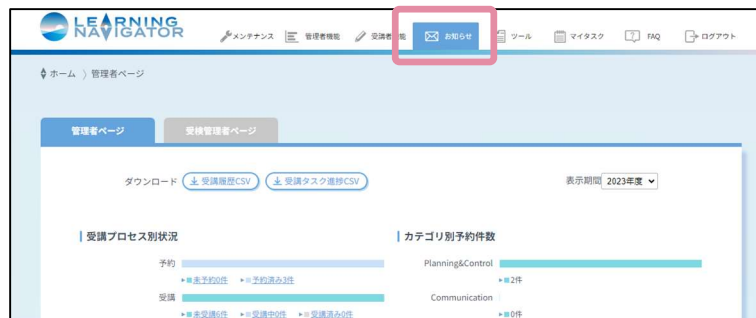 LEARNING
NAVIGATOR
メンテナンス 管理者機能 受講者機能 お知らせ ツール マイタスク FAQ ログアウト
ホーム 〉管理者ページ
管理者ページ 受検管理者ページ
ダウンロード 受講履歴CSV 受講タスク進捗CSV 表示期間 2023年度
受講プロセス別状況 カテゴリ別予約件数
予約 Planning&Control
未予約0件 予約済み3件 2件
受講 Communication
未受講6件 受講中0件 受講済み0件 0件